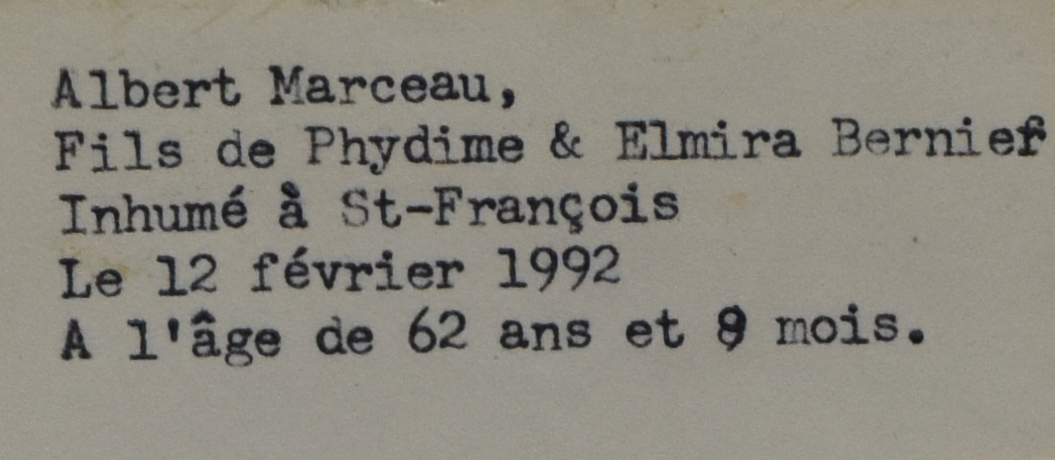 Albert Marceau,
Fils de Phydime & Elmira Bernier
Inhumé à St-François
Le 12 février 1992
A l'âge de 62 ans et 9 mois.